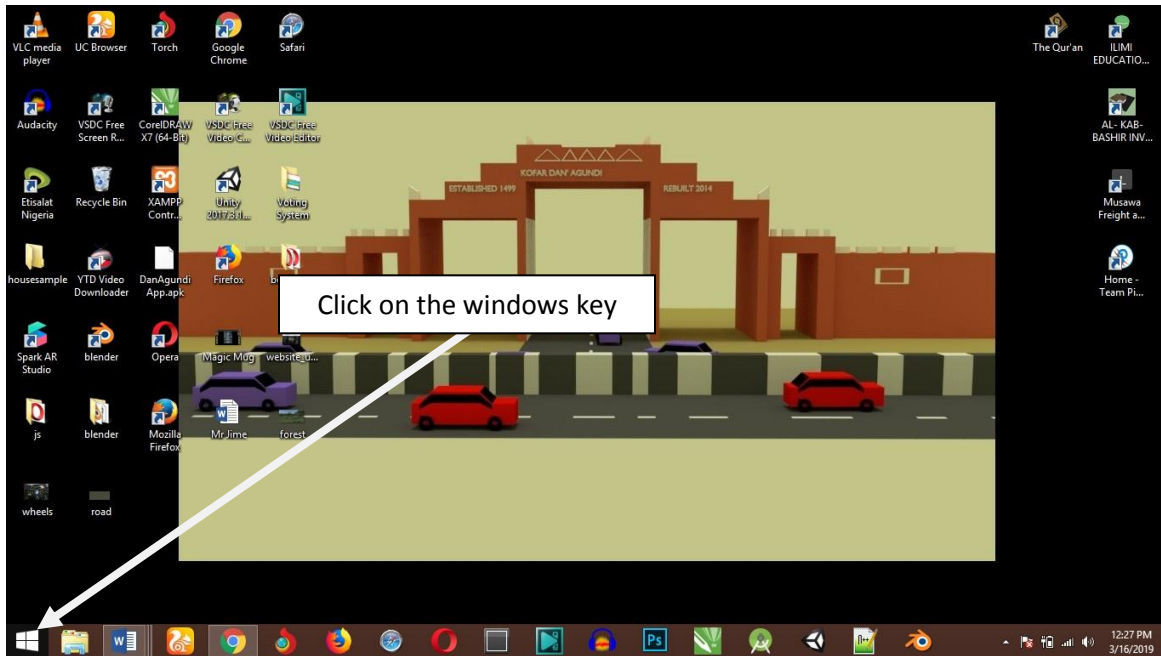 VLC media
player
UC Browser
Torch
Google
Chrome
Safari
The Qur'an
ILIMI
EDUCATIO...
Audacity
VSDC Free
Screen R...
CorelDRAW
X7 (64-Bit)
VSDC Free
Video C...
VSDC Free
Video Editor
AL- KAB-
BASHIR INV...
KOFAR DAN' AGUNDI
ESTABLISHED 1499
REBUILT 2014
Etisalat
Nigeria
Recycle Bin
XAMPP
Contr...
Unity
2017.3.1...
Voting
System
Musawa
Freight a...
housesample
YTD Video
Downloader
DanAgundi
App.apk
Firefox
Home -
Team Pi...
Click on the windows key
Spark AR
Studio
blender
Opera
Magic Mug
website_u...
js
blender
Mozilla
Firefox
MrJime
forest
wheels
road
12:27 PM
3/16/2019